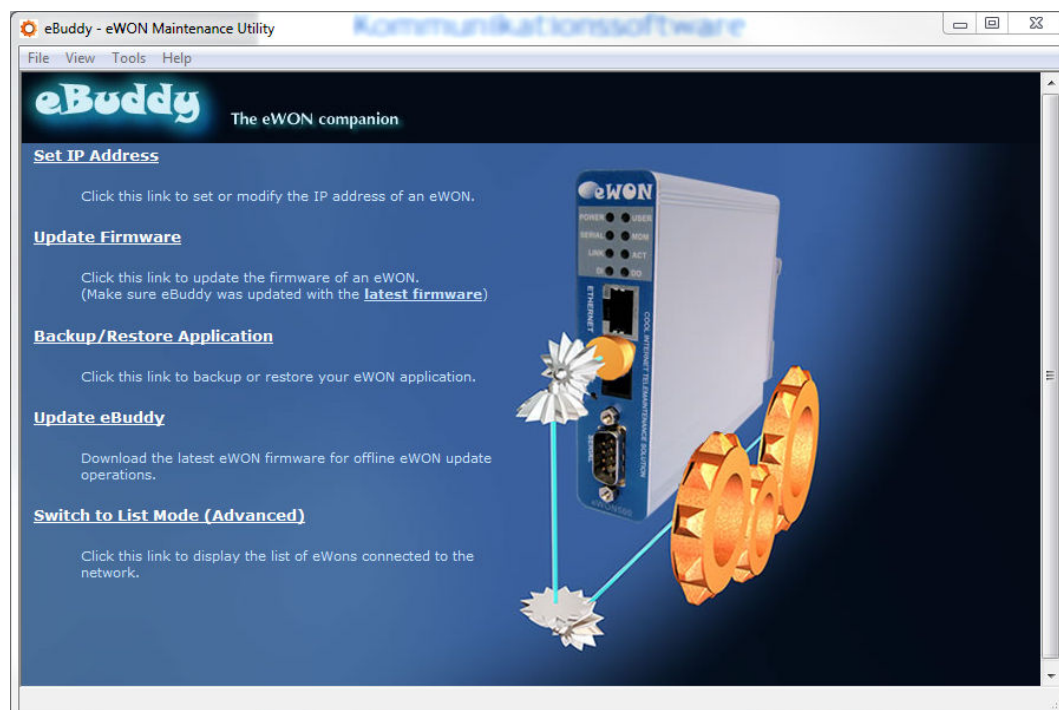 eBuddy - eWON Maintenance Utility
Kommunikationssoftware
File View Tools Help
eBuddy
The eWON companion
Set IP Address
Click this link to set or modify the IP address of an eWON.
Update Firmware
Click this link to update the firmware of an eWON.
(Make sure eBuddy was updated with the latest firmware)
Backup/Restore Application
Click this link to backup or restore your eWON application.
Update eBuddy
Download the latest eWON firmware for offline eWON update
operations.
Switch to List Mode (Advanced)
Click this link to display the list of eWons connected to the
network.
eWON
POWER USER
SERIAL MDM
LINK ACT
DI DO
ETHERNET
COOL INTERNET TELEMAINTENANCE SOLUTION
SERIAL
eWON500